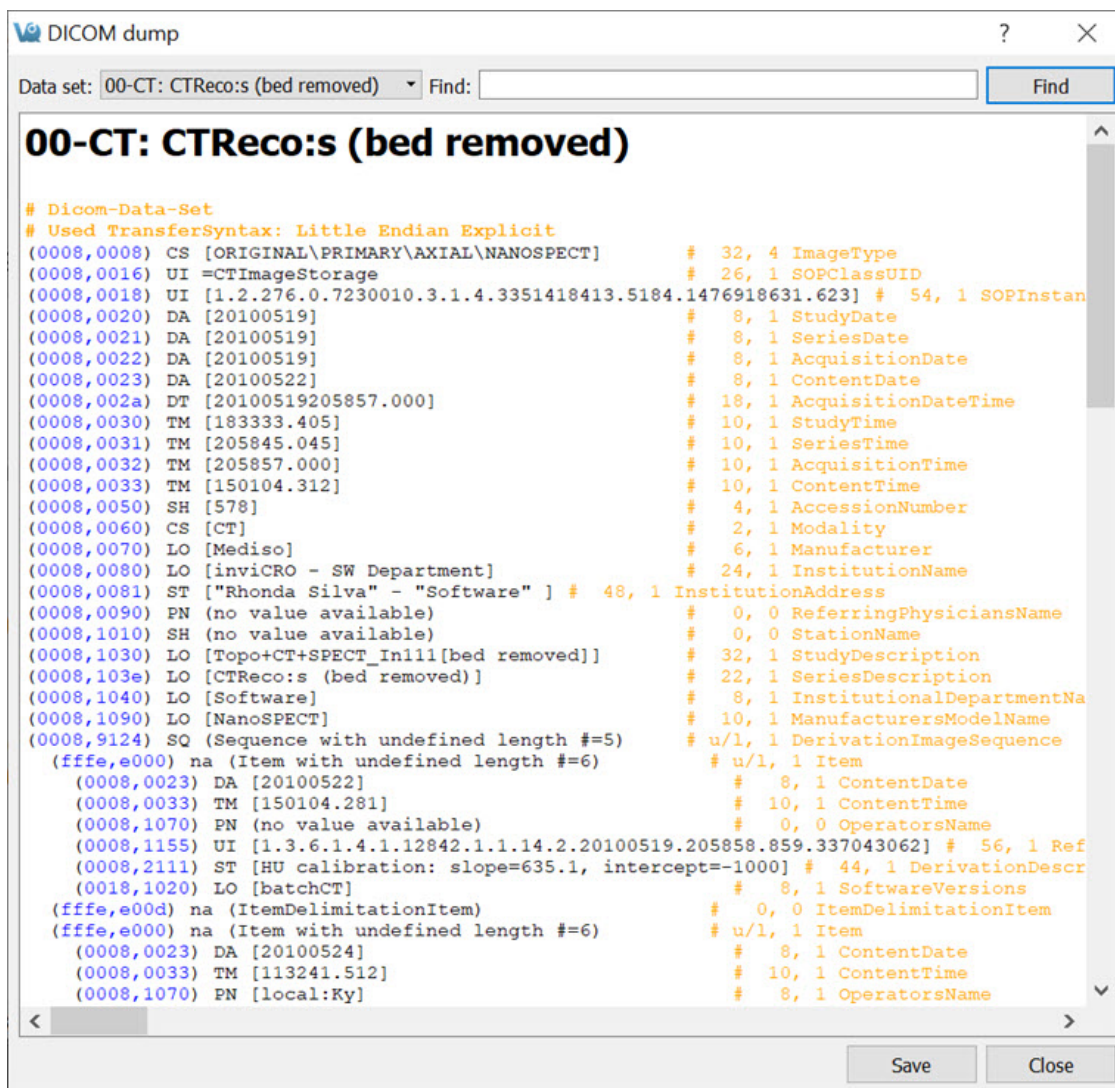 DICOM dump
Data set: 00-CT: CTReco:s (bed removed) Find: Find
00-CT: CTReco:s (bed removed)
# Dicom-Data-Set
# Used TransferSyntax: Little Endian Explicit
(0008,0008) CS [ORIGINAL\PRIMARY\AXIAL\NANOSPECT] # 32, 4 ImageType
(0008,0016) UI =CTImageStorage # 26, 1 SOPClassUID
(0008,0018) UI [1.2.276.0.7230010.3.1.4.3351418413.5184.1476918631.623] # 54, 1 SOPInstan
(0008,0020) DA [20100519] # 8, 1 StudyDate
(0008,0021) DA [20100519] # 8, 1 SeriesDate
(0008,0022) DA [20100519] # 8, 1 AcquisitionDate
(0008,0023) DA [20100522] # 8, 1 ContentDate
(0008,002a) DT [20100519205857.000] # 18, 1 AcquisitionDateTime
(0008,0030) TM [183333.405] # 10, 1 StudyTime
(0008,0031) TM [205845.045] # 10, 1 SeriesTime
(0008,0032) TM [205857.000] # 10, 1 AcquisitionTime
(0008,0033) TM [150104.312] # 10, 1 ContentTime
(0008,0050) SH [578] # 4, 1 AccessionNumber
(0008,0060) CS [CT] # 2, 1 Modality
(0008,0070) LO [Mediso] # 6, 1 Manufacturer
(0008,0080) LO [inviCRO - SW Department] # 24, 1 InstitutionName
(0008,0081) ST ["Rhonda Silva" - "Software" ] # 48, 1 InstitutionAddress
(0008,0090) PN (no value available) # 0, 0 ReferringPhysiciansName
(0008,1010) SH (no value available) # 0, 0 StationName
(0008,1030) LO [Topo+CT+SPECT_In111[bed removed]] # 32, 1 StudyDescription
(0008,103e) LO [CTReco:s (bed removed)] # 22, 1 SeriesDescription
(0008,1040) LO [Software] # 8, 1 InstitutionalDepartmentNa
(0008,1090) LO [NanoSPECT] # 10, 1 ManufacturersModelName
(0008,9124) SQ (Sequence with undefined length #=5) # u/l, 1 DerivationImageSequence
(fffe,e000) na (Item with undefined length #=6) # u/l, 1 Item
(0008,0023) DA [20100522] # 8, 1 ContentDate
(0008,0033) TM [150104.281] # 10, 1 ContentTime
(0008,1070) PN (no value available) # 0, 0 OperatorsName
(0008,1155) UI [1.3.6.1.4.1.12842.1.1.14.2.20100519.205858.859.337043062] # 56, 1 Ref
(0008,2111) ST [HU calibration: slope=635.1, intercept=-1000] # 44, 1 DerivationDescr
(0018,1020) LO [batchCT] # 8, 1 SoftwareVersions
(fffe,e00d) na (ItemDelimitationItem) # 0, 0 ItemDelimitationItem
(fffe,e000) na (Item with undefined length #=6) # u/l, 1 Item
(0008,0023) DA [20100524] # 8, 1 ContentDate
(0008,0033) TM [113241.512] # 10, 1 ContentTime
(0008,1070) PN [local:Ky] # 8, 1 OperatorsName
Save Close